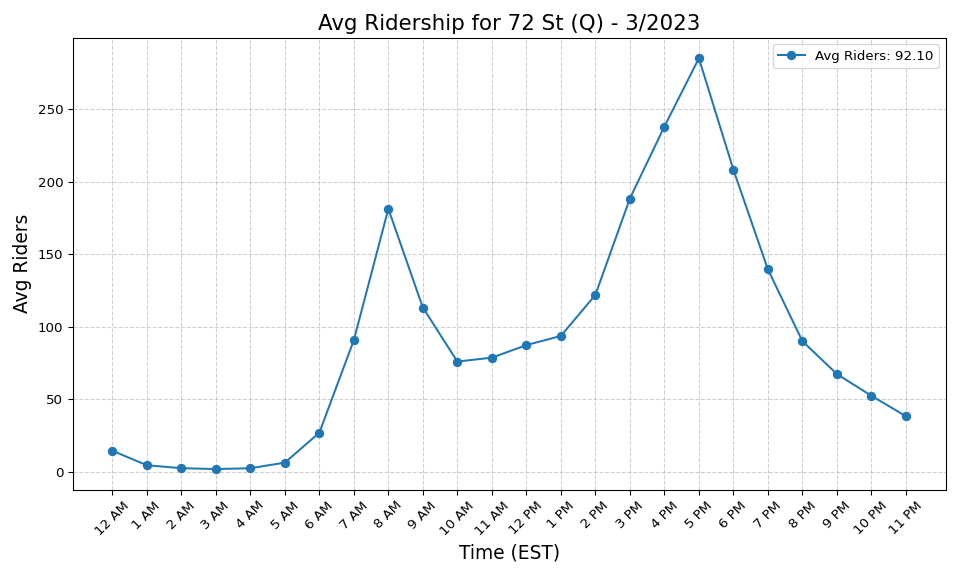 Avg Ridership for 72 St (Q) - 3/2023
Avg Riders: 92.10
Avg Riders
250
200
150
100
50
0
12 AM
1 AM
2 AM
3 AM
4 AM
5 AM
6 AM
7 AM
8 AM
9 AM
10 AM
11 AM
12 PM
1 PM
2 PM
3 PM
4 PM
5 PM
6 PM
7 PM
8 PM
9 PM
10 PM
11 PM
Time (EST)